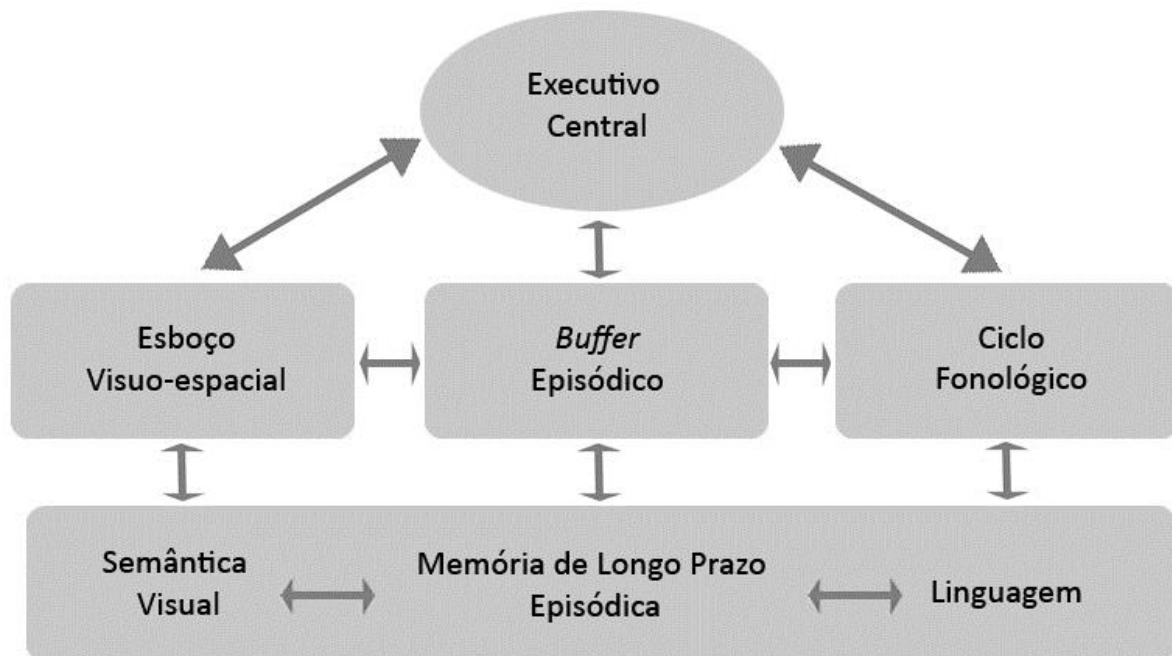 Executivo
Central
Esboço
Visuo-espacial
Buffer
Episódico
Ciclo
Fonológico
Semântica
Visual
Memória de Longo Prazo
Episódica
Linguagem